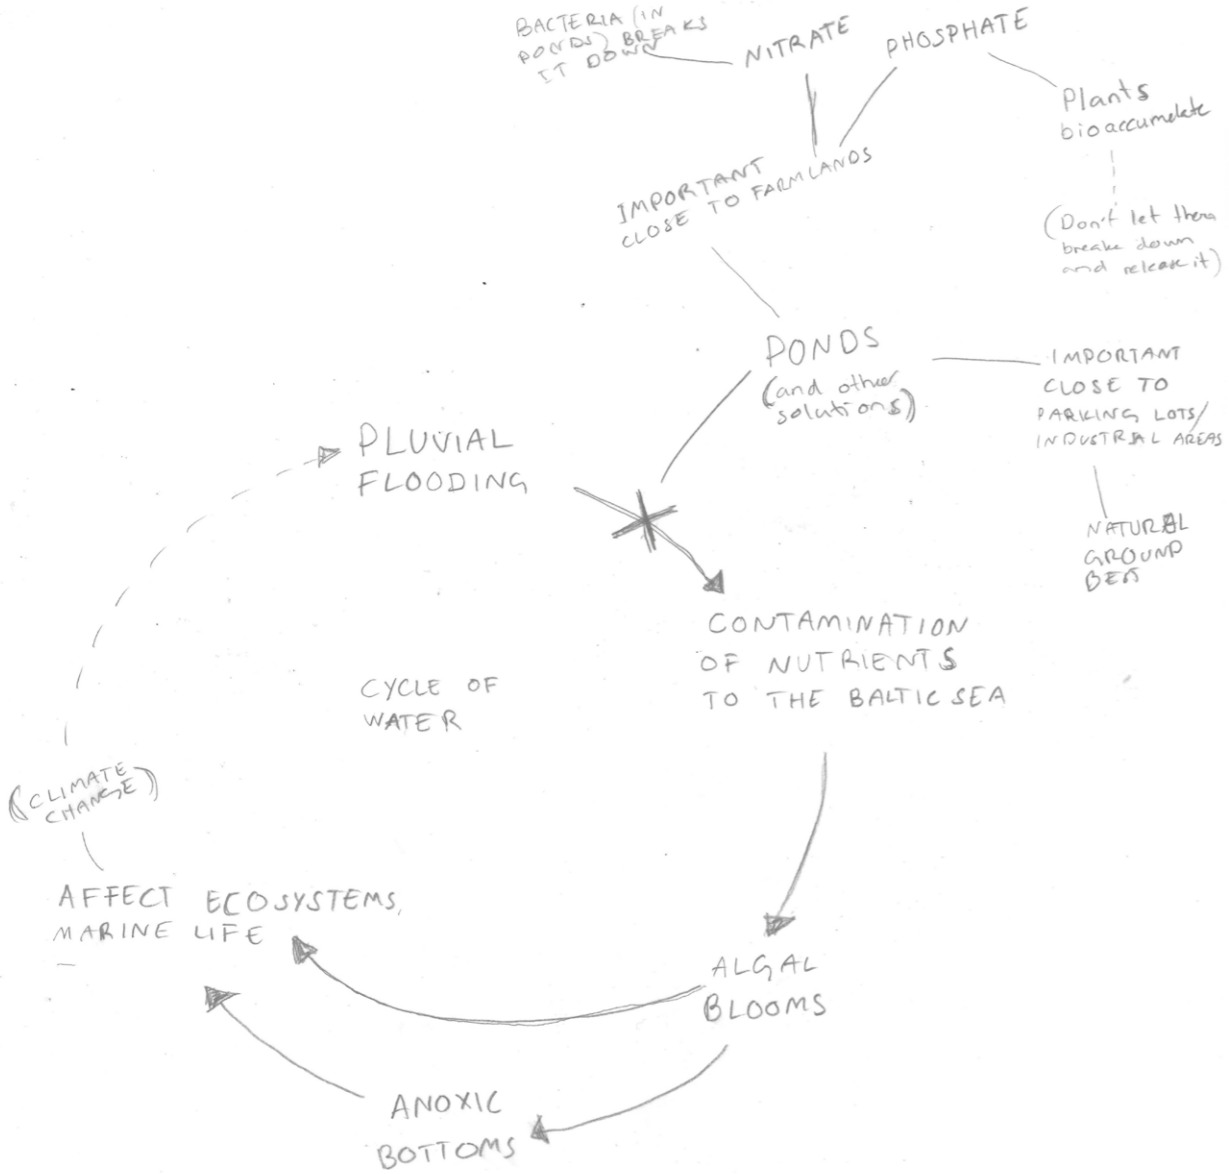 BACTERIA (IN
PONDS) BREAKS
IT DOWN
NITRATE
PHOSPHATE
Plants
bioaccumelate
(Don't let them
breake down
and release it)
IMPORTANT
CLOSE TO FARMLANDS
PONDS
(and other
solutions)
IMPORTANT
CLOSE TO
PARKING LOTS/
INDUSTRIAL AREAS
NATURAL
GROUND
BEDS
PLUVIAL
FLOODING
CONTAMINATION
OF NUTRIENTS
TO THE BALTIC SEA
CYCLE OF
WATER
(CLIMATE
CHANGE)
AFFECT ECOSYSTEMS,
MARINE LIFE
ALGAL
BLOOMS
ANOXIC
BOTTOMS